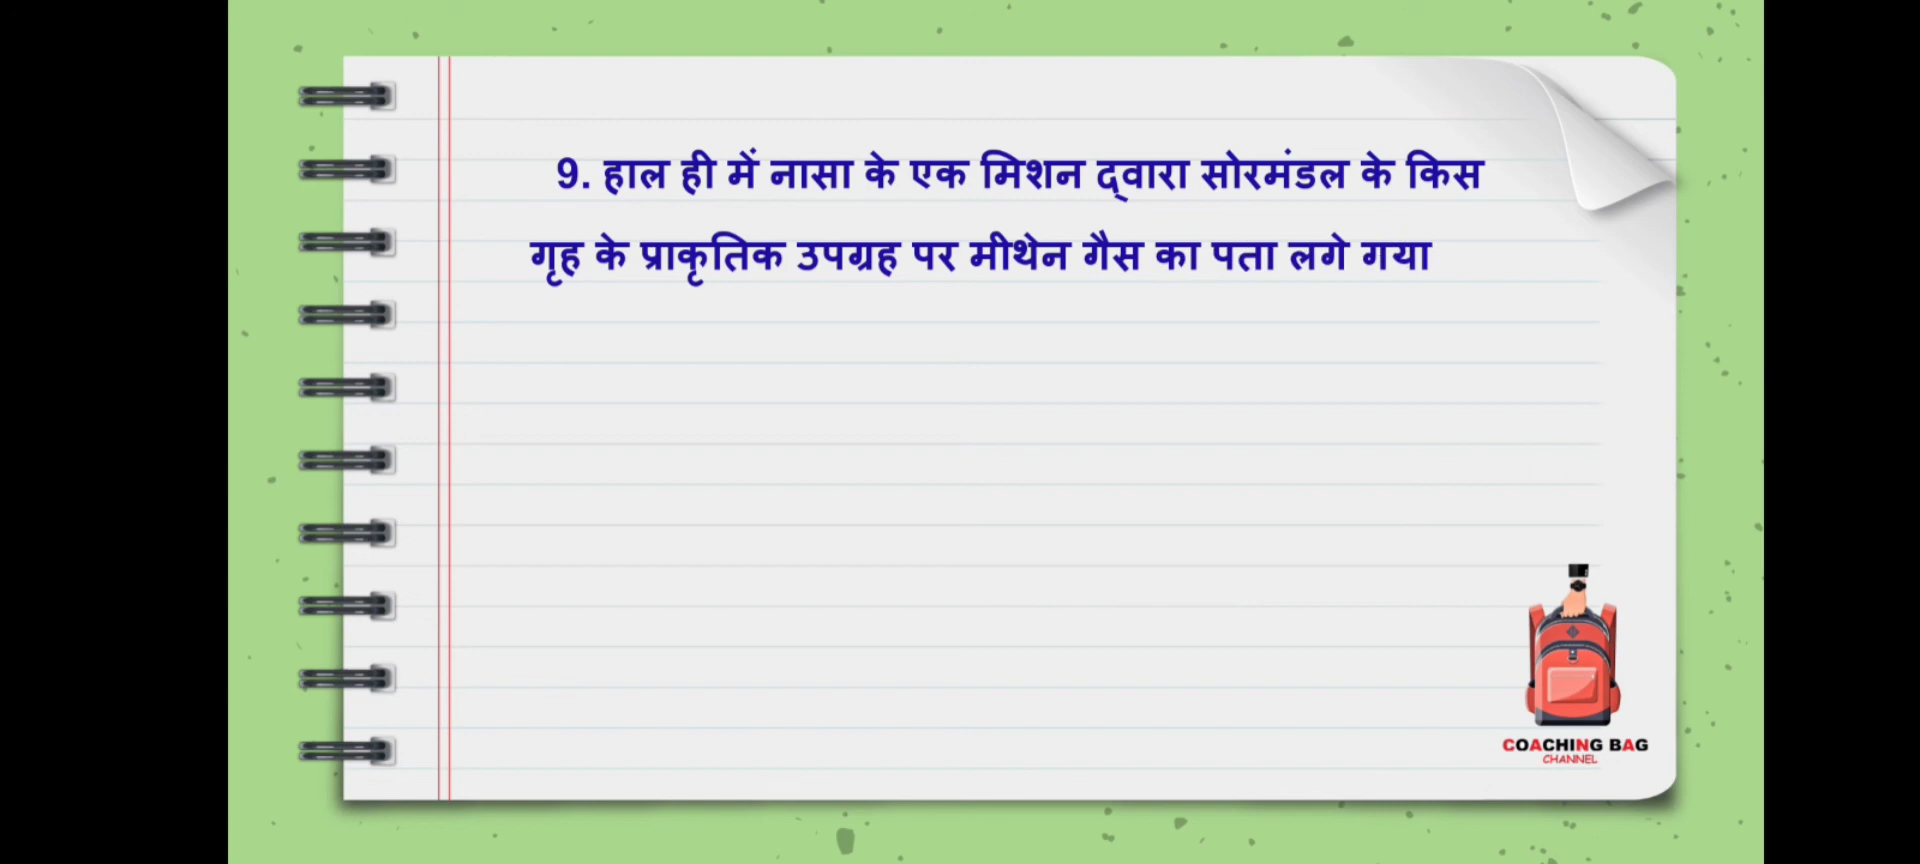 9. हाल ही में नासा के एक मिशन द्वारा सोरमंडल के किस
गृह के प्राकृतिक उपग्रह पर मीथेन गैस का पता लगे गया
COACHING BAG
CHANNEL